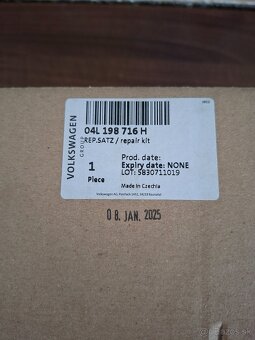 VOLKSWAGEN
GROUP
04L 198 716 H
REP.SATZ / repair kit
1
Piece
Prod. date:
Expiry date: NONE
LOT: 5830711019
Made in Czechia
08. JAN. 2025